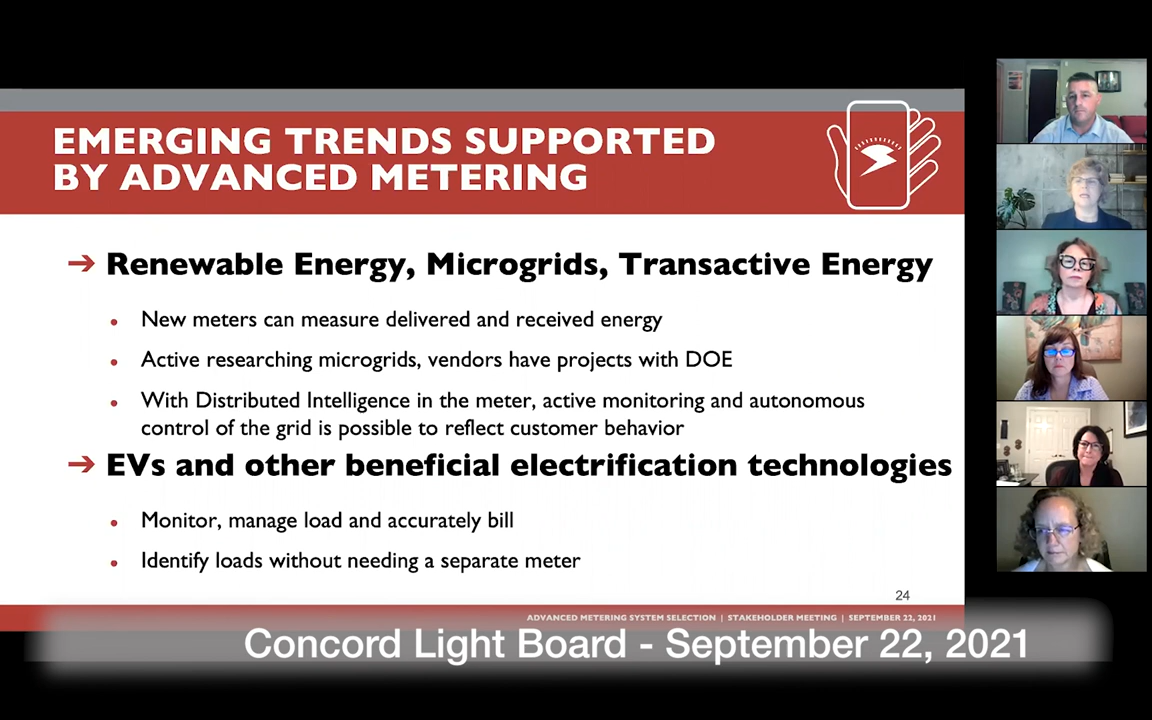 EMERGING TRENDS SUPPORTED
BY ADVANCED METERING
➔ Renewable Energy, Microgrids, Transactive Energy
• New meters can measure delivered and received energy
• Active researching microgrids, vendors have projects with DOE
• With Distributed Intelligence in the meter, active monitoring and autonomous
control of the grid is possible to reflect customer behavior
➔ EVs and other beneficial electrification technologies
• Monitor, manage load and accurately bill
• Identify loads without needing a separate meter
24
ADVANCED METERING SYSTEM SELECTION | STAKEHOLDER MEETING | SEPTEMBER 22, 2021
Concord Light Board - September 22, 2021